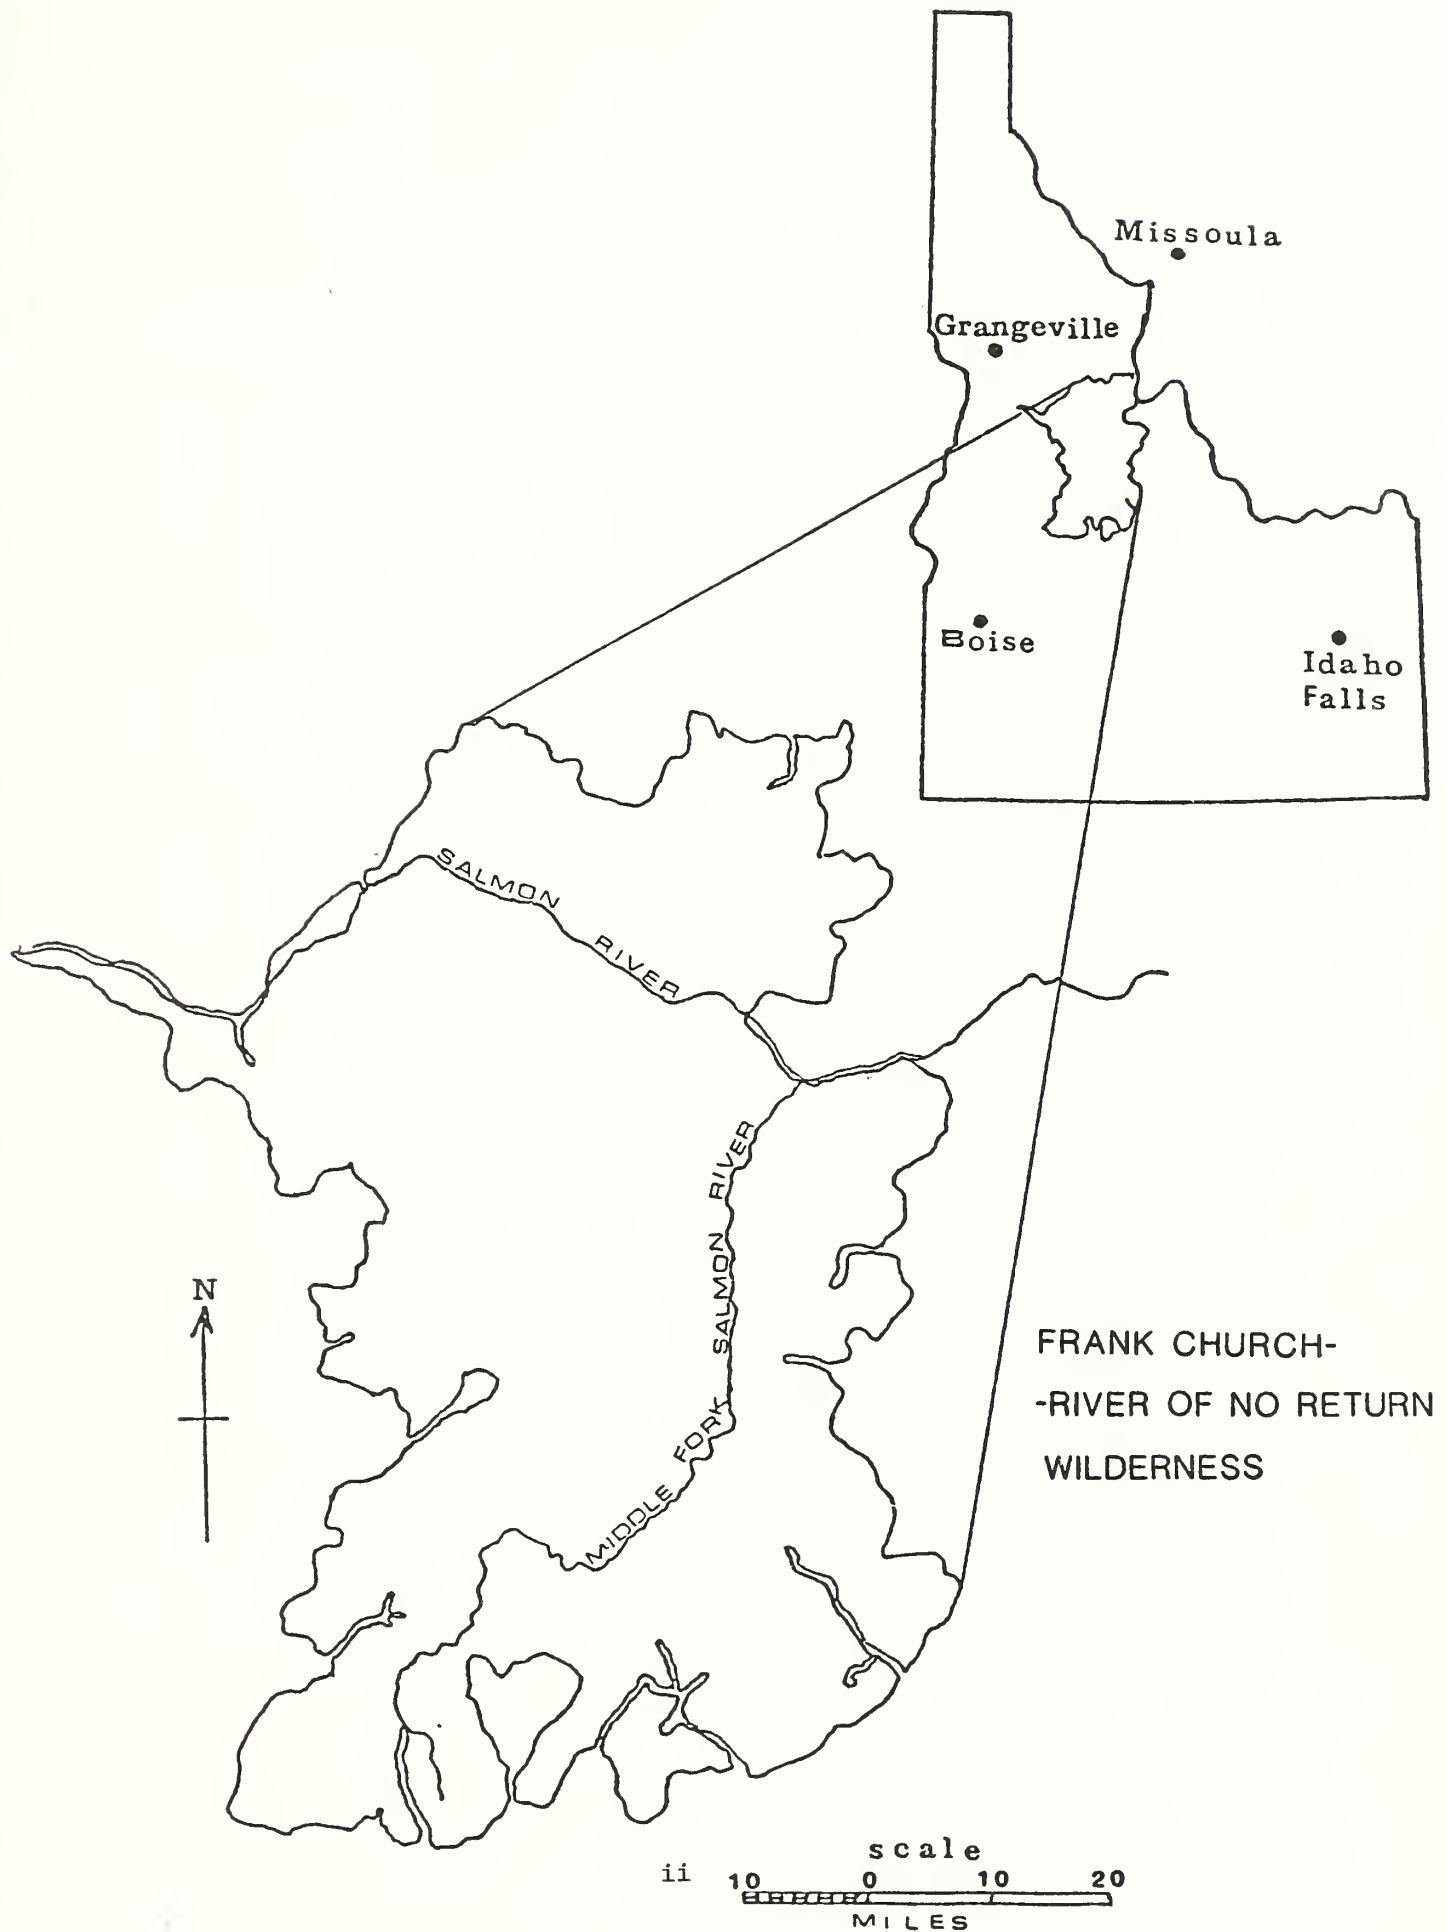 Missoula
Grangeville
Boise
Idaho
Falls
SALMON RIVER
MIDDLE FORK SALMON RIVER
N
FRANK CHURCH-
-RIVER OF NO RETURN
WILDERNESS
scale
ii
10 0 10 20
MILES